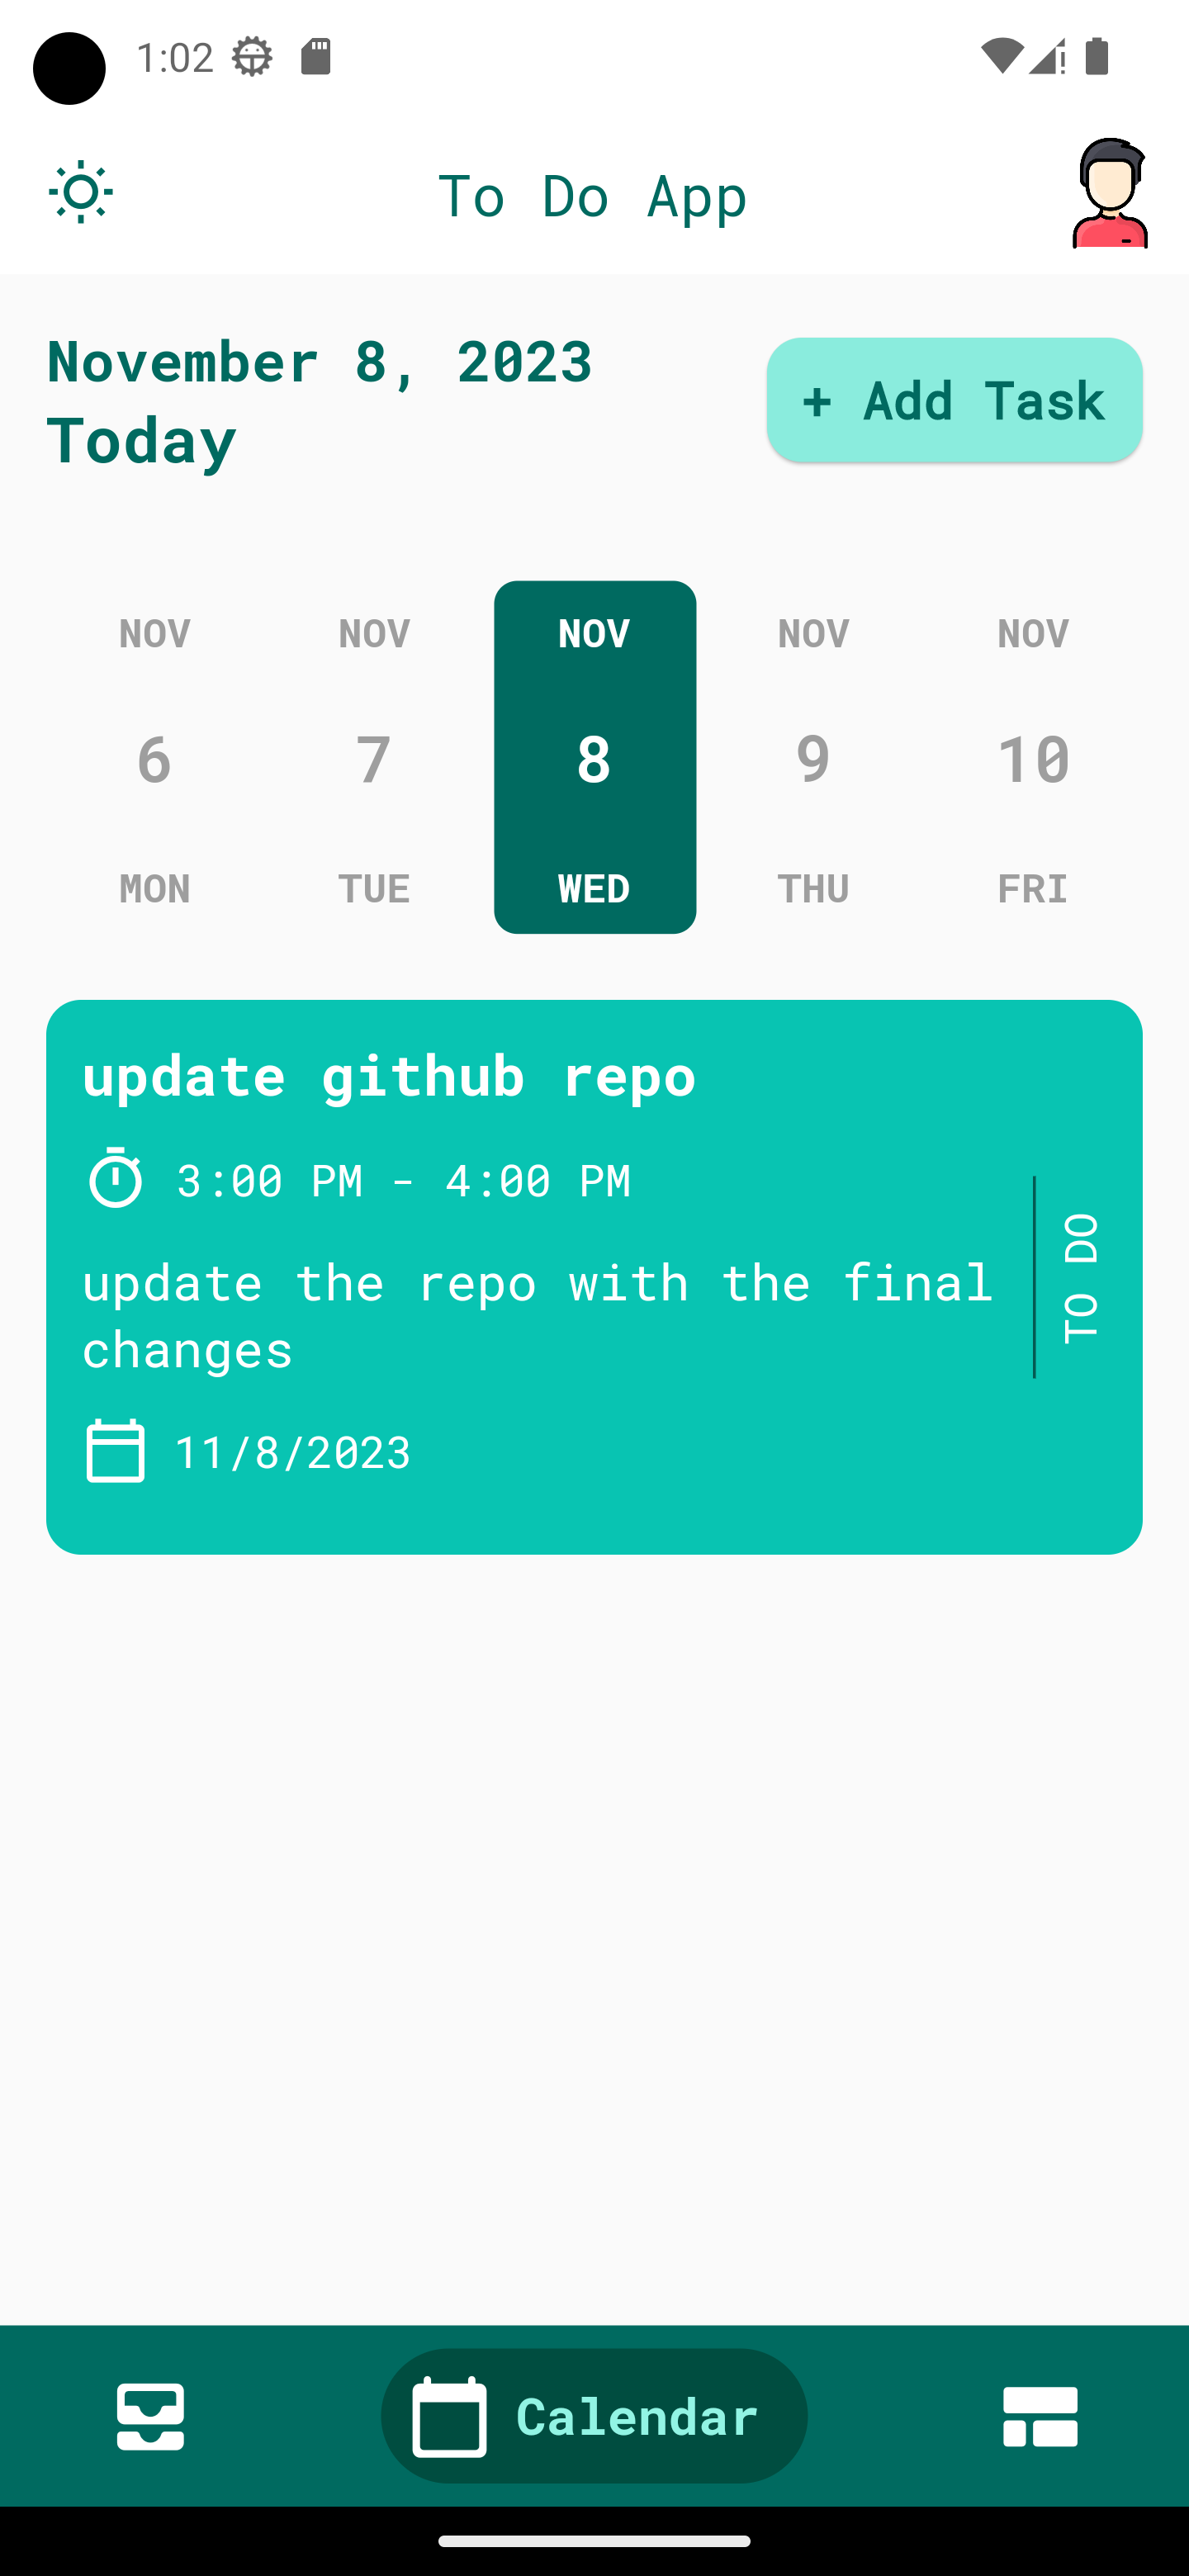 1:02
To Do App
November 8, 2023
Today
+ Add Task
NOV NOV NOV NOV NOV
6 7 8 9 10
MON TUE WED THU FRI
update github repo
3:00 PM - 4:00 PM
update the repo with the final
changes
TO DO
11/8/2023
Calendar